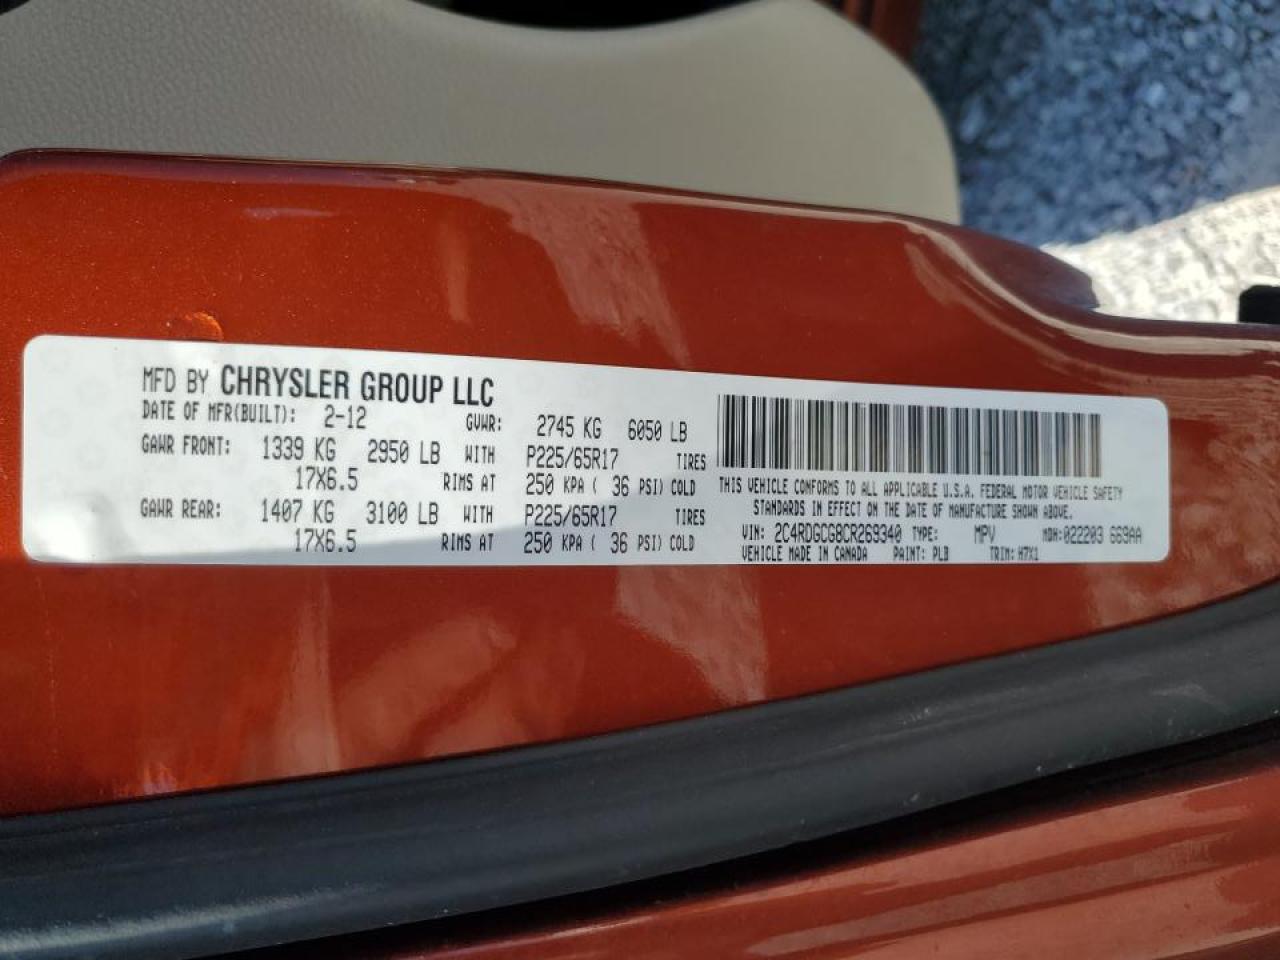 MFD BY CHRYSLER GROUP LLC
DATE OF MFR(BUILT): 2-12 GVWR: 2745 KG 6050 LB
GAWR FRONT: 1339 KG 2950 LB WITH P225/65R17 TIRES
17X6.5 RIMS AT 250 KPA ( 36 PSI) COLD
GAWR REAR: 1407 KG 3100 LB WITH P225/65R17 TIRES
17X6.5 RIMS AT 250 KPA ( 36 PSI) COLD
THIS VEHICLE CONFORMS TO ALL APPLICABLE U.S.A. FEDERAL MOTOR VEHICLE SAFETY
STANDARDS IN EFFECT ON THE DATE OF MANUFACTURE SHOWN ABOVE.
VIN: 2C4RDGCG8CR269340 TYPE: MPV MDH:022203 669AA
VEHICLE MADE IN CANADA PAINT: PLB TRIM: H7X1